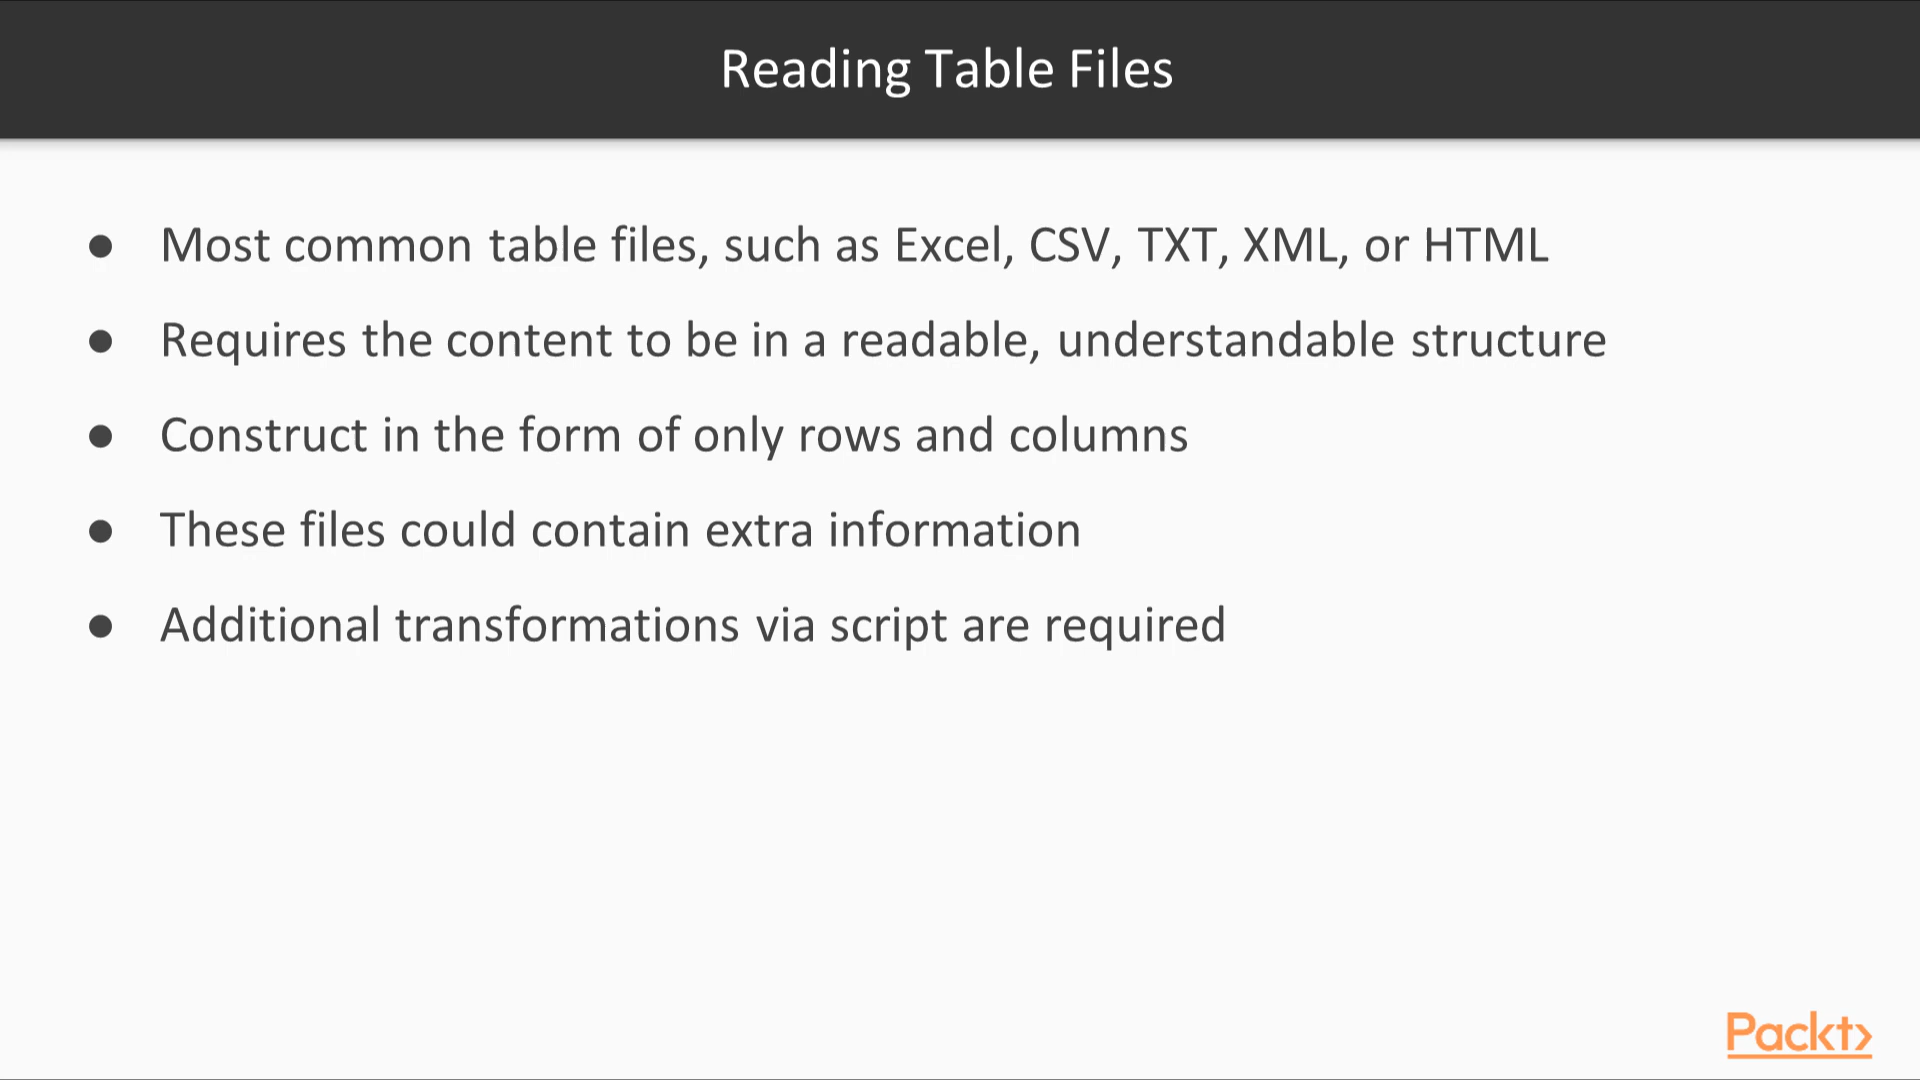 Reading Table Files
● Most common table files, such as Excel, CSV, TXT, XML, or HTML
● Requires the content to be in a readable, understandable structure
● Construct in the form of only rows and columns
● These files could contain extra information
● Additional transformations via script are required
Packt>